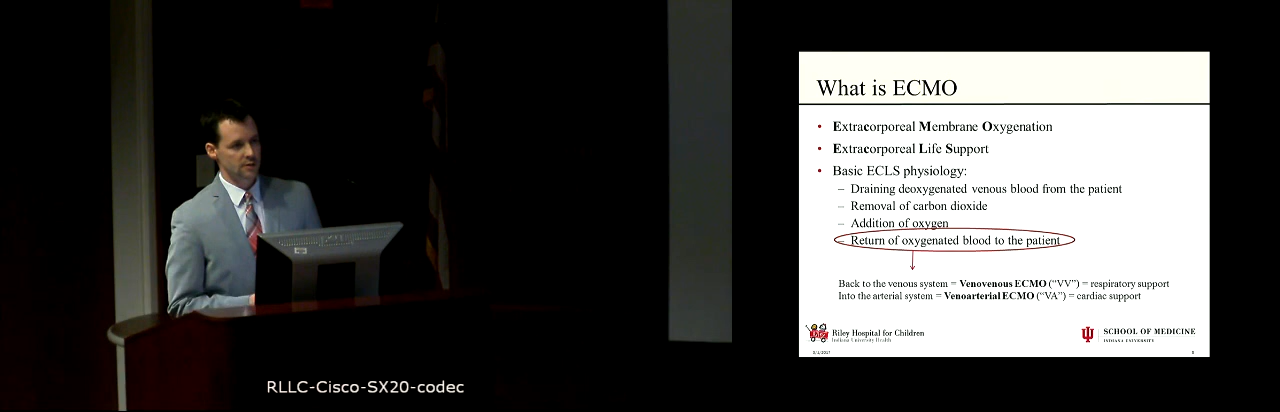 What is ECMO
• Extracorporeal Membrane Oxygenation
• Extracorporeal Life Support
• Basic ECLS physiology:
– Draining deoxygenated venous blood from the patient
– Removal of carbon dioxide
– Addition of oxygen
– Return of oxygenated blood to the patient
Back to the venous system = Venovenous ECMO (“VV”) = respiratory support
Into the arterial system = Venoarterial ECMO (“VA”) = cardiac support
Riley Hospital for Children
Indiana University Health
SCHOOL OF MEDICINE
INDIANA UNIVERSITY
RLLC-Cisco-SX20-codec